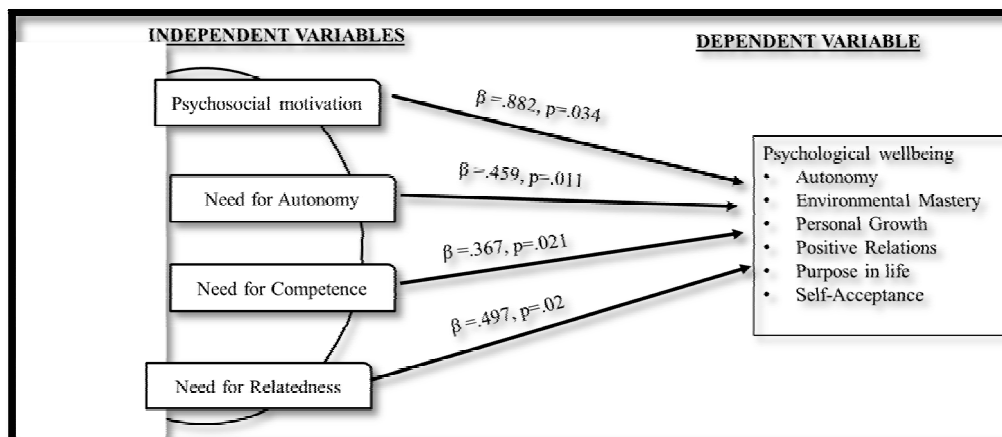 INDEPENDENT VARIABLES
DEPENDENT VARIABLE
Psychosocial motivation
β =.882, p=.034
Need for Autonomy
β =.459, p=.011
Need for Competence
β =.367, p=.021
Need for Relatedness
β =.497, p=.02
Psychological wellbeing
• Autonomy
• Environmental Mastery
• Personal Growth
• Positive Relations
• Purpose in life
• Self-Acceptance